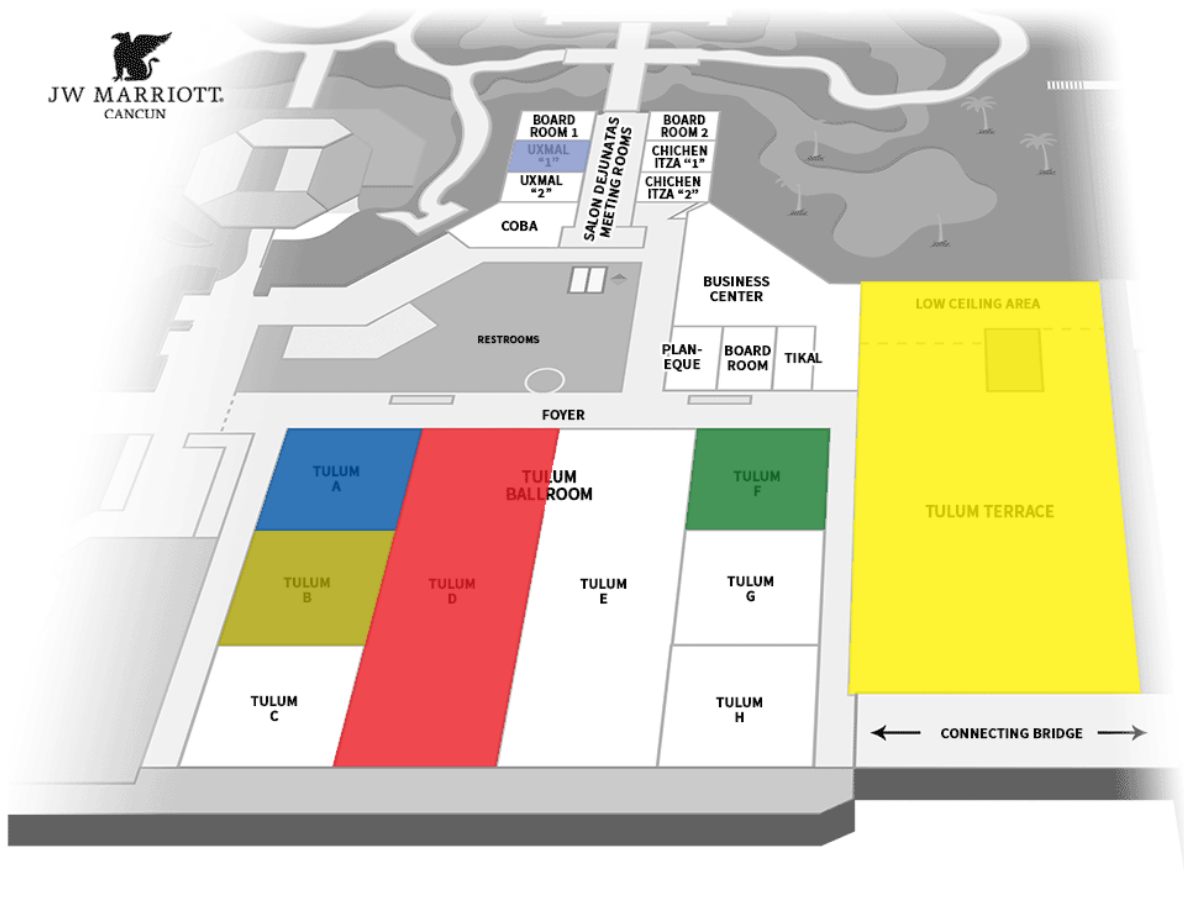 JW MARRIOTT.
CANCUN
BOARD
ROOM 1
UXMAL
"1"
UXMAL
"2"
COBA
SALON DEJUNATAS
MEETING ROOMS
BOARD
ROOM 2
CHICHEN
ITZA "1"
CHICHEN
ITZA "2"
BUSINESS
CENTER
LOW CEILING AREA
RESTROOMS
PLAN-
EQUE
BOARD
ROOM
TIKAL
FOYER
TULUM
A
TULUM
BALLROOM
TULUM
F
TULUM TERRACE
TULUM
B
TULUM
D
TULUM
E
TULUM
G
TULUM
C
TULUM
H
CONNECTING BRIDGE